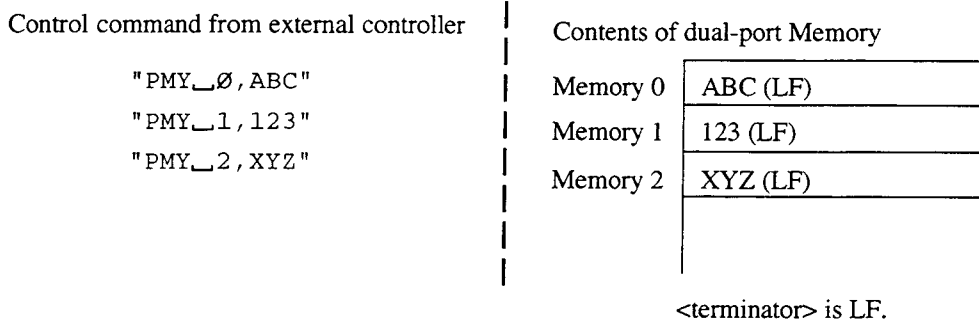 Control command from external controller
"PMY␣Ø,ABC"
"PMY␣1,123"
"PMY␣2,XYZ"
Contents of dual-port Memory
Memory 0 ABC (LF)
Memory 1 123 (LF)
Memory 2 XYZ (LF)
<terminator> is LF.